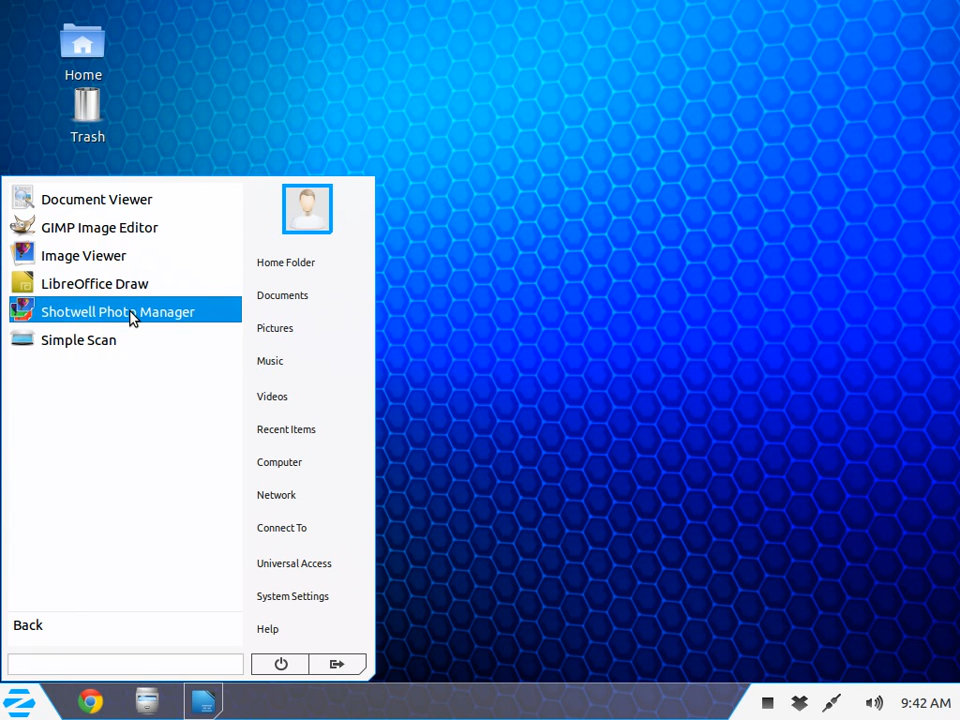 Home
Trash
Document Viewer
GIMP Image Editor
Image Viewer
LibreOffice Draw
Shotwell Photo Manager
Simple Scan
Back
Home Folder
Documents
Pictures
Music
Videos
Recent Items
Computer
Network
Connect To
Universal Access
System Settings
Help
9:42 AM